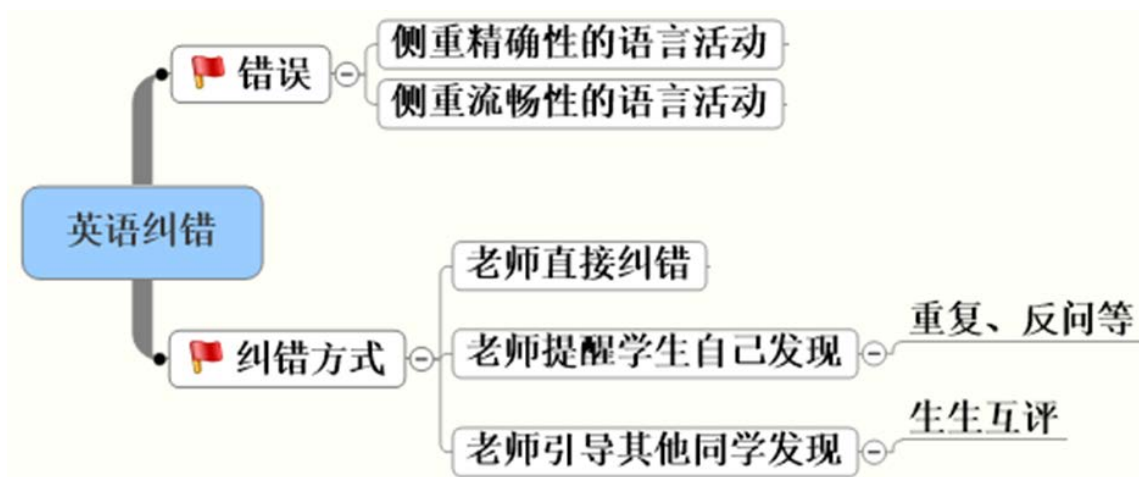 错误
侧重精确性的语言活动
侧重流畅性的语言活动
英语纠错
纠错方式
老师直接纠错
老师提醒学生自己发现
重复、反问等
老师引导其他同学发现
生生互评